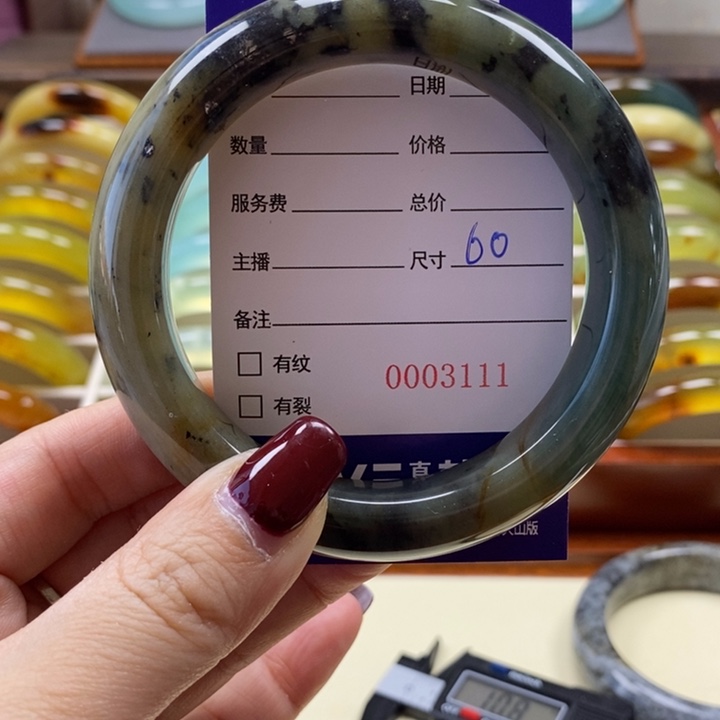 日期
数量 价格
服务费 总价
主播 尺寸 60
备注
□ 有纹
□ 有裂 0003111
108